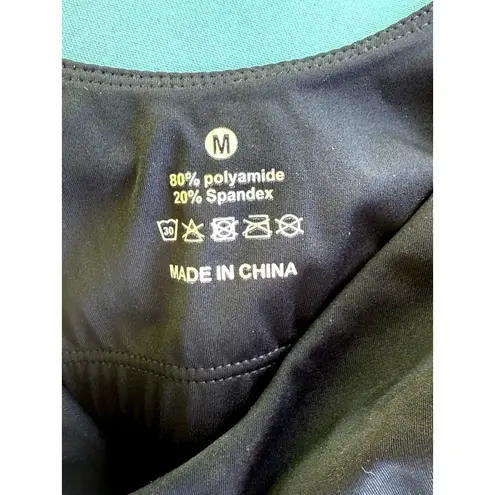 M
80% polyamide
20% Spandex
30
MADE IN CHINA